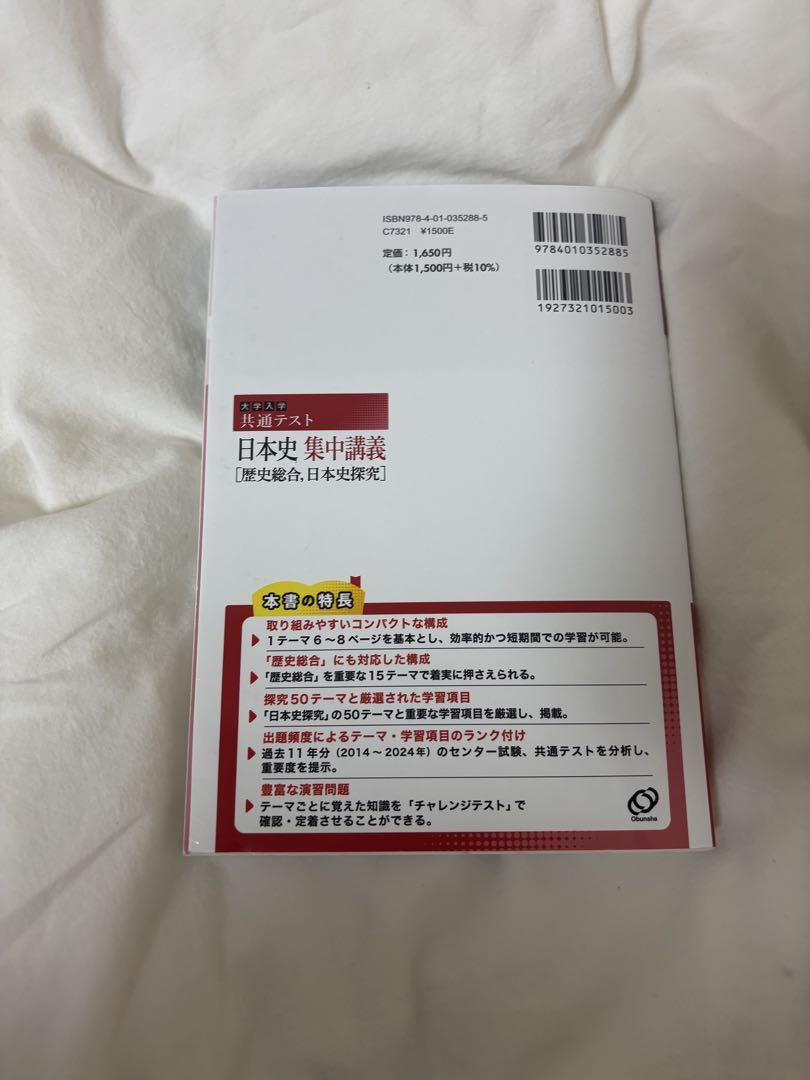 ISBN978-4-01-035288-5
C7321 ¥1500E
定価：1,650円
（本体1,500円＋税10%）
9784010352885
1927321015003
大学入学
共通テスト
日本史 集中講義
［歴史総合, 日本史探究］
本書の特長
取り組みやすいコンパクトな構成
1テーマ6〜8ページを基本とし、効率的かつ短期間での学習が可能。
「歴史総合」にも対応した構成
「歴史総合」を重要な15テーマで着実に押さえられる。
探究50テーマと厳選された学習項目
「日本史探究」の50テーマと重要な学習項目を厳選し、掲載。
出題頻度によるテーマ・学習項目のランク付け
過去11年分（2014〜2024年）のセンター試験、共通テストを分析し、
重要度を提示。
豊富な演習問題
テーマごとに覚えた知識を「チャレンジテスト」で
確認・定着させることができる。
Obunsha